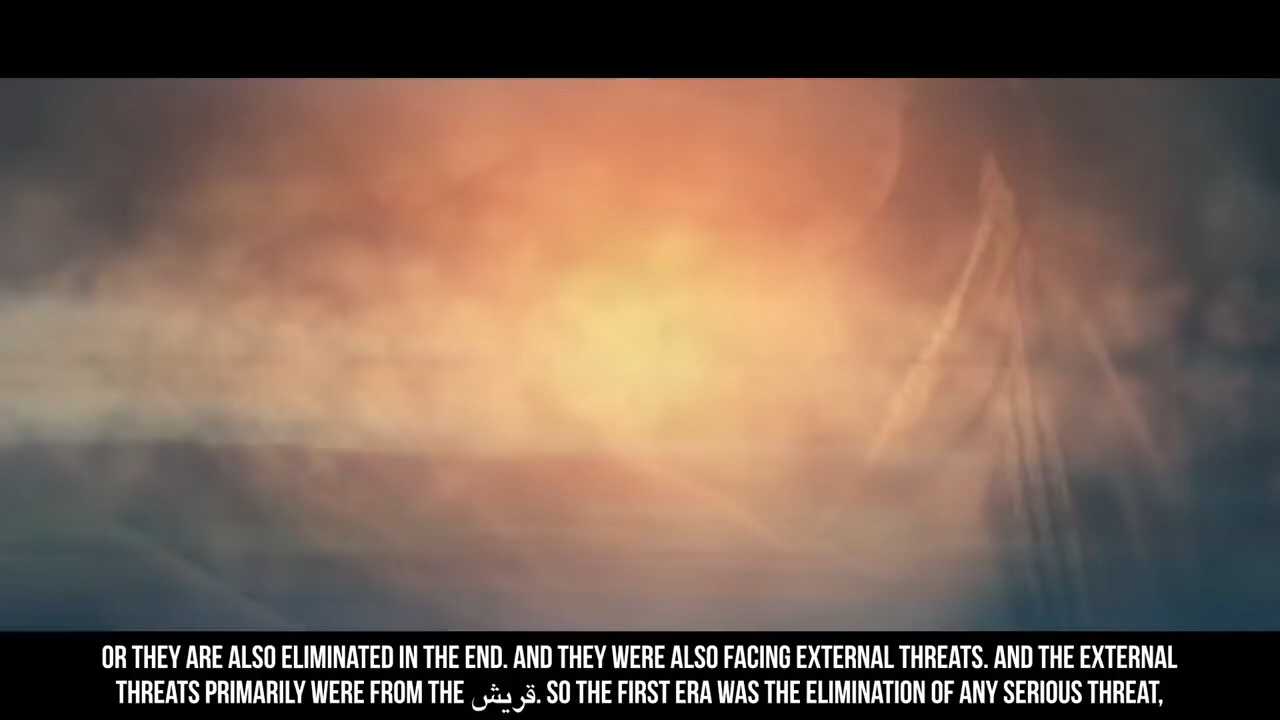 OR THEY ARE ALSO ELIMINATED IN THE END. AND THEY WERE ALSO FACING EXTERNAL THREATS. AND THE EXTERNAL
THREATS PRIMARILY WERE FROM THE قريش. SO THE FIRST ERA WAS THE ELIMINATION OF ANY SERIOUS THREAT,